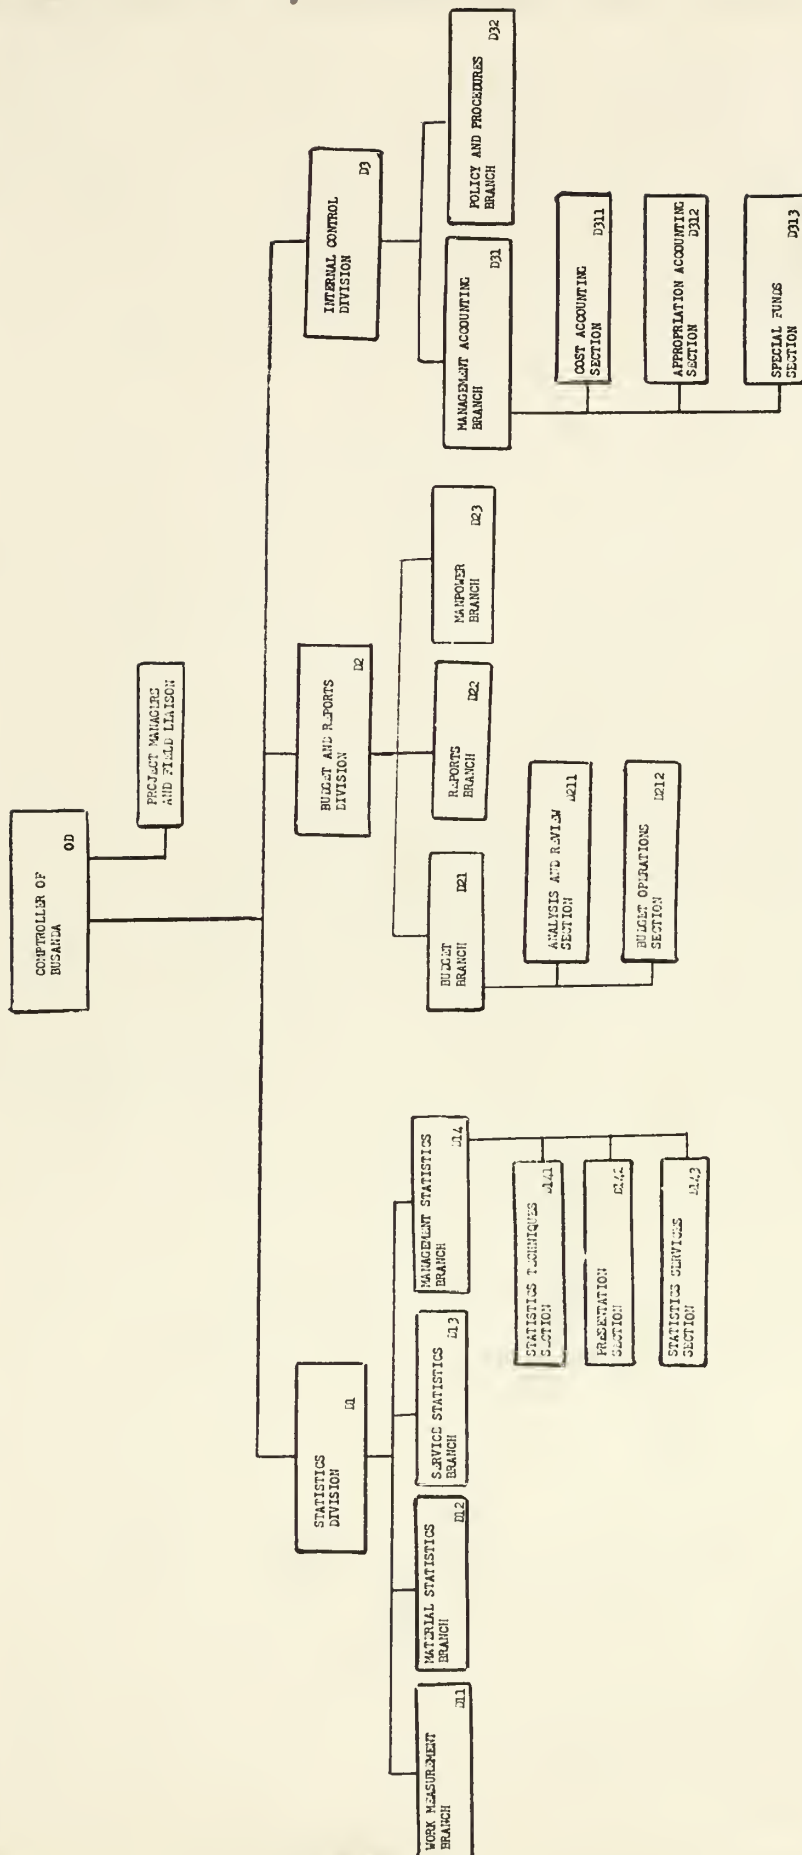 COMPTROLLER OF
BUSANDA
OD
PROJECT MANAGERS
AND FIELD LIAISON
STATISTICS
DIVISION
D1
BUDGET AND REPORTS
DIVISION
D2
INTERNAL CONTROL
DIVISION
D3
WORK MEASUREMENT
BRANCH
D11
MATERIAL STATISTICS
BRANCH
D12
SERVICE STATISTICS
BRANCH
D13
MANAGEMENT STATISTICS
BRANCH
D14
STATISTICS TECHNIQUES
SECTION
D141
PRESENTATION
SECTION
D142
STATISTICS SERVICES
SECTION
D143
BUDGET
BRANCH
D21
REPORTS
BRANCH
D22
MANPOWER
BRANCH
D23
ANALYSIS AND REVIEW
SECTION
D211
BUDGET OPERATIONS
SECTION
D212
MANAGEMENT ACCOUNTING
BRANCH
D31
POLICY AND PROCEDURES
BRANCH
D32
COST ACCOUNTING
SECTION
D311
APPROPRIATION ACCOUNTING
SECTION
D312
SPECIAL FUNDS
SECTION
D313